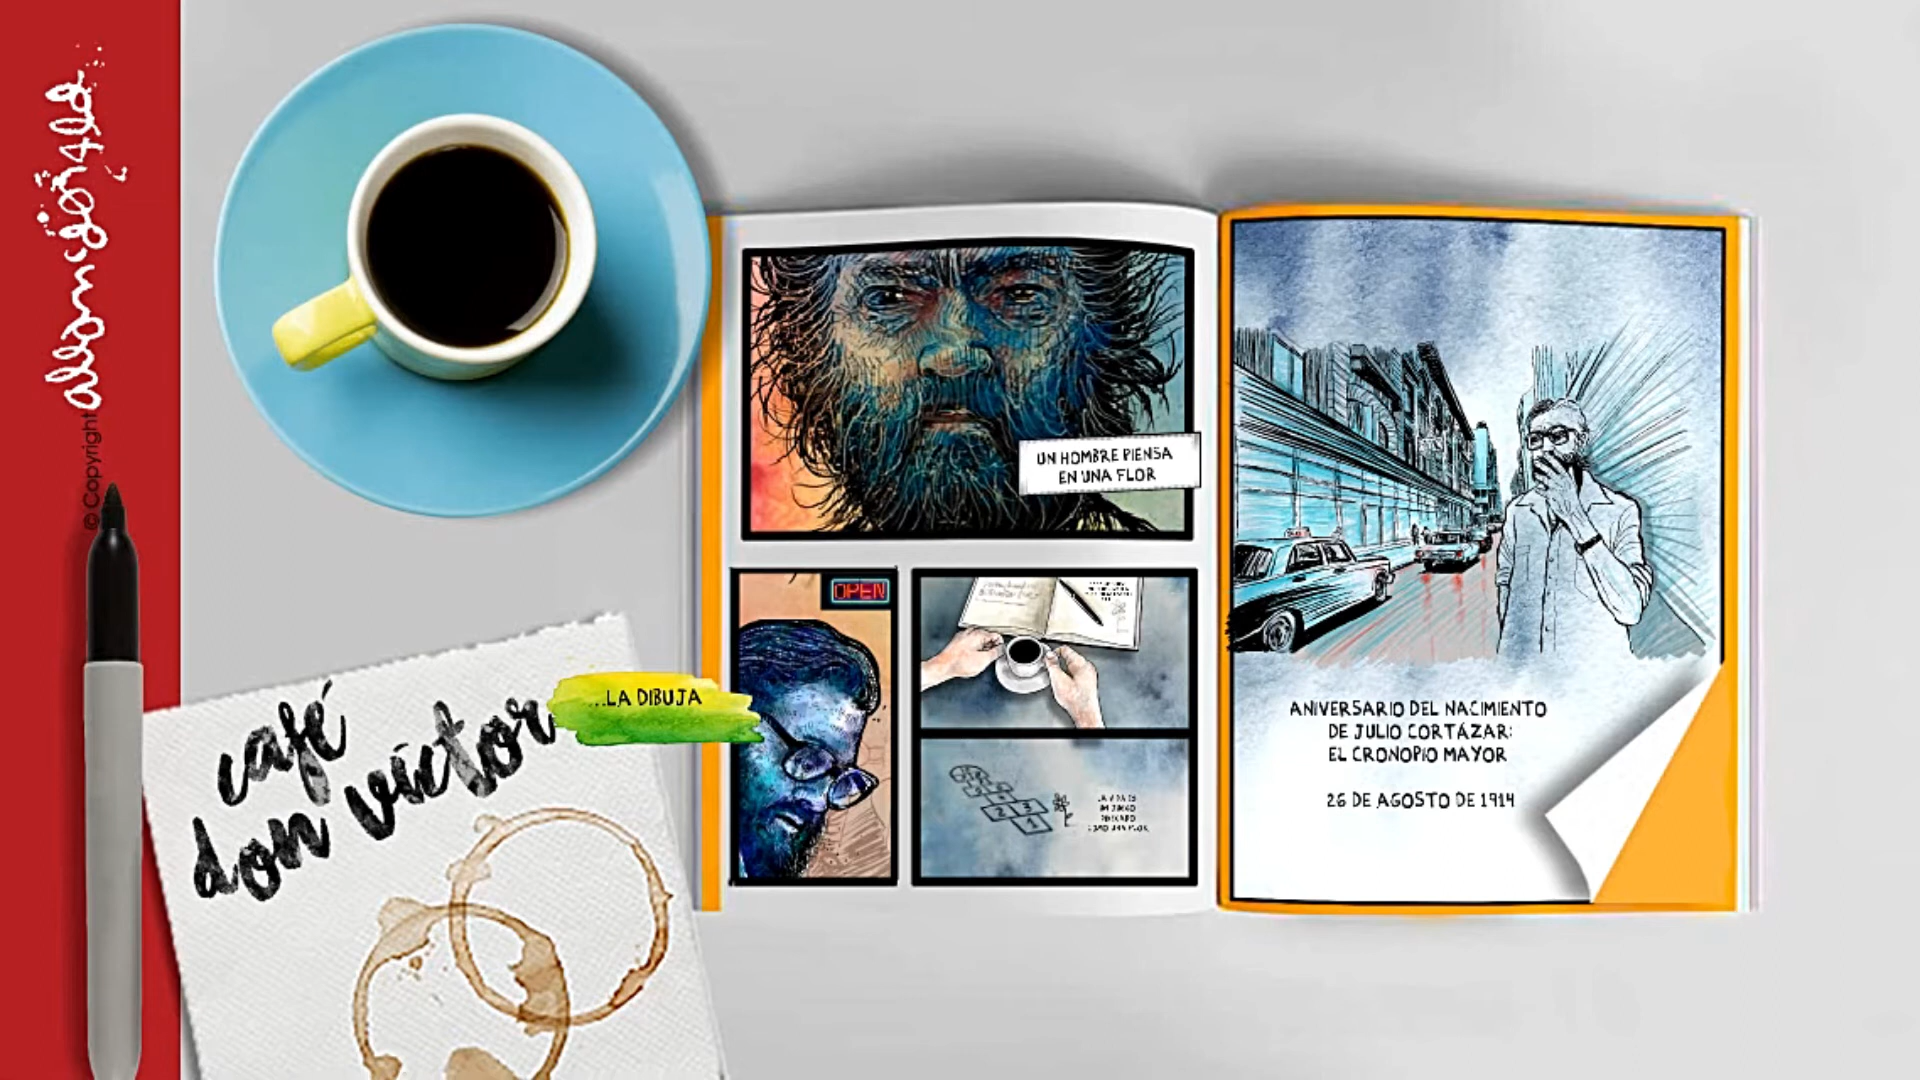 © Copyright
café
don víctor
...LA DIBUJA
UN HOMBRE PIENSA
EN UNA FLOR
OPEN
ANIVERSARIO DEL NACIMIENTO
DE JULIO CORTÁZAR:
EL CRONOPIO MAYOR
26 DE AGOSTO DE 1914